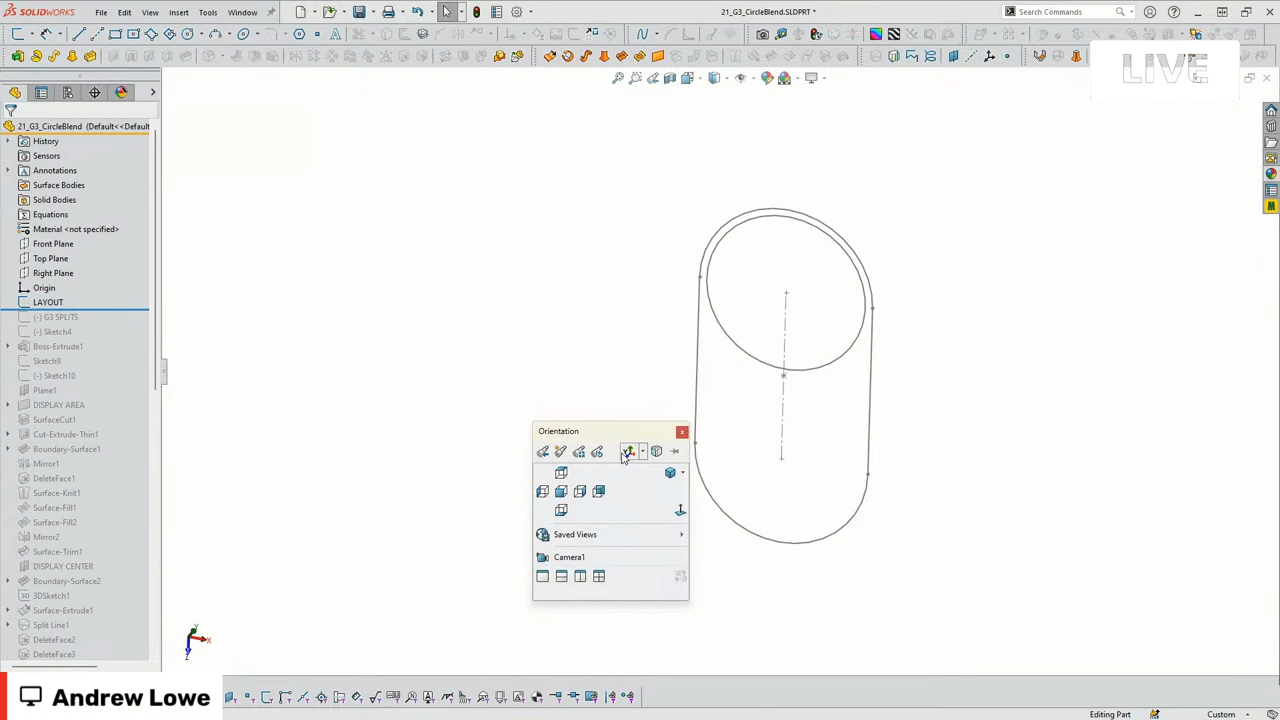 SOLIDWORKS
File
Edit
View
Insert
Tools
Window
21_G3_CircleBlend.SLDPRT *
Search Commands
LIVE
21_G3_CircleBlend (Default<<Default
History
Sensors
Annotations
Surface Bodies
Solid Bodies
Equations
Material <not specified>
Front Plane
Top Plane
Right Plane
Origin
LAYOUT
(-) G3 SPLITS
(-) Sketch4
Boss-Extrude1
Sketch9
(-) Sketch10
Plane1
DISPLAY AREA
SurfaceCut1
Cut-Extrude-Thin1
Boundary-Surface1
Mirror1
DeleteFace1
Surface-Knit1
Surface-Fill1
Surface-Fill2
Mirror2
Surface-Trim1
DISPLAY CENTER
Boundary-Surface2
3DSketch1
Surface-Extrude1
Split Line1
DeleteFace2
DeleteFace3
Orientation
Saved Views
Camera1
Y
X
Z
Andrew Lowe
Editing Part
Custom